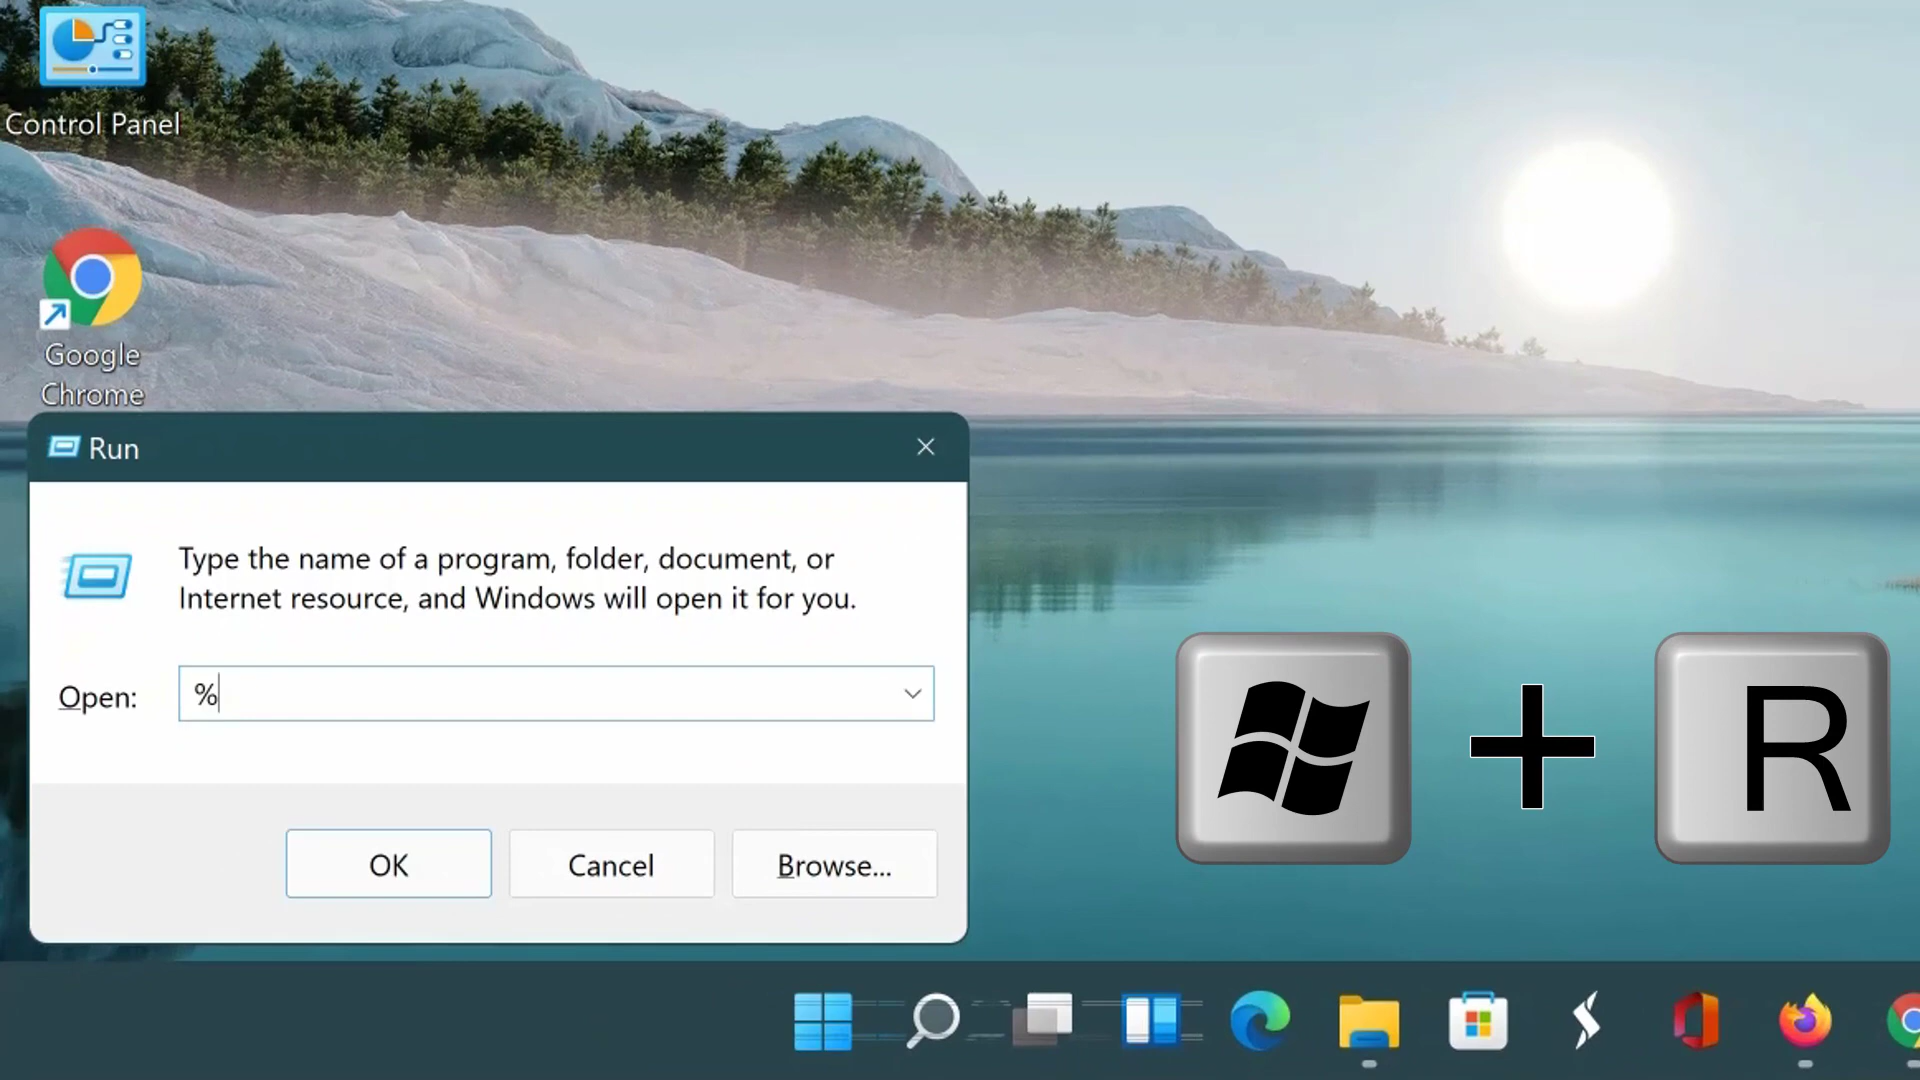 Control Panel
Google
Chrome
Run
Type the name of a program, folder, document, or
Internet resource, and Windows will open it for you.
Open:
%
OK
Cancel
Browse...
+
R